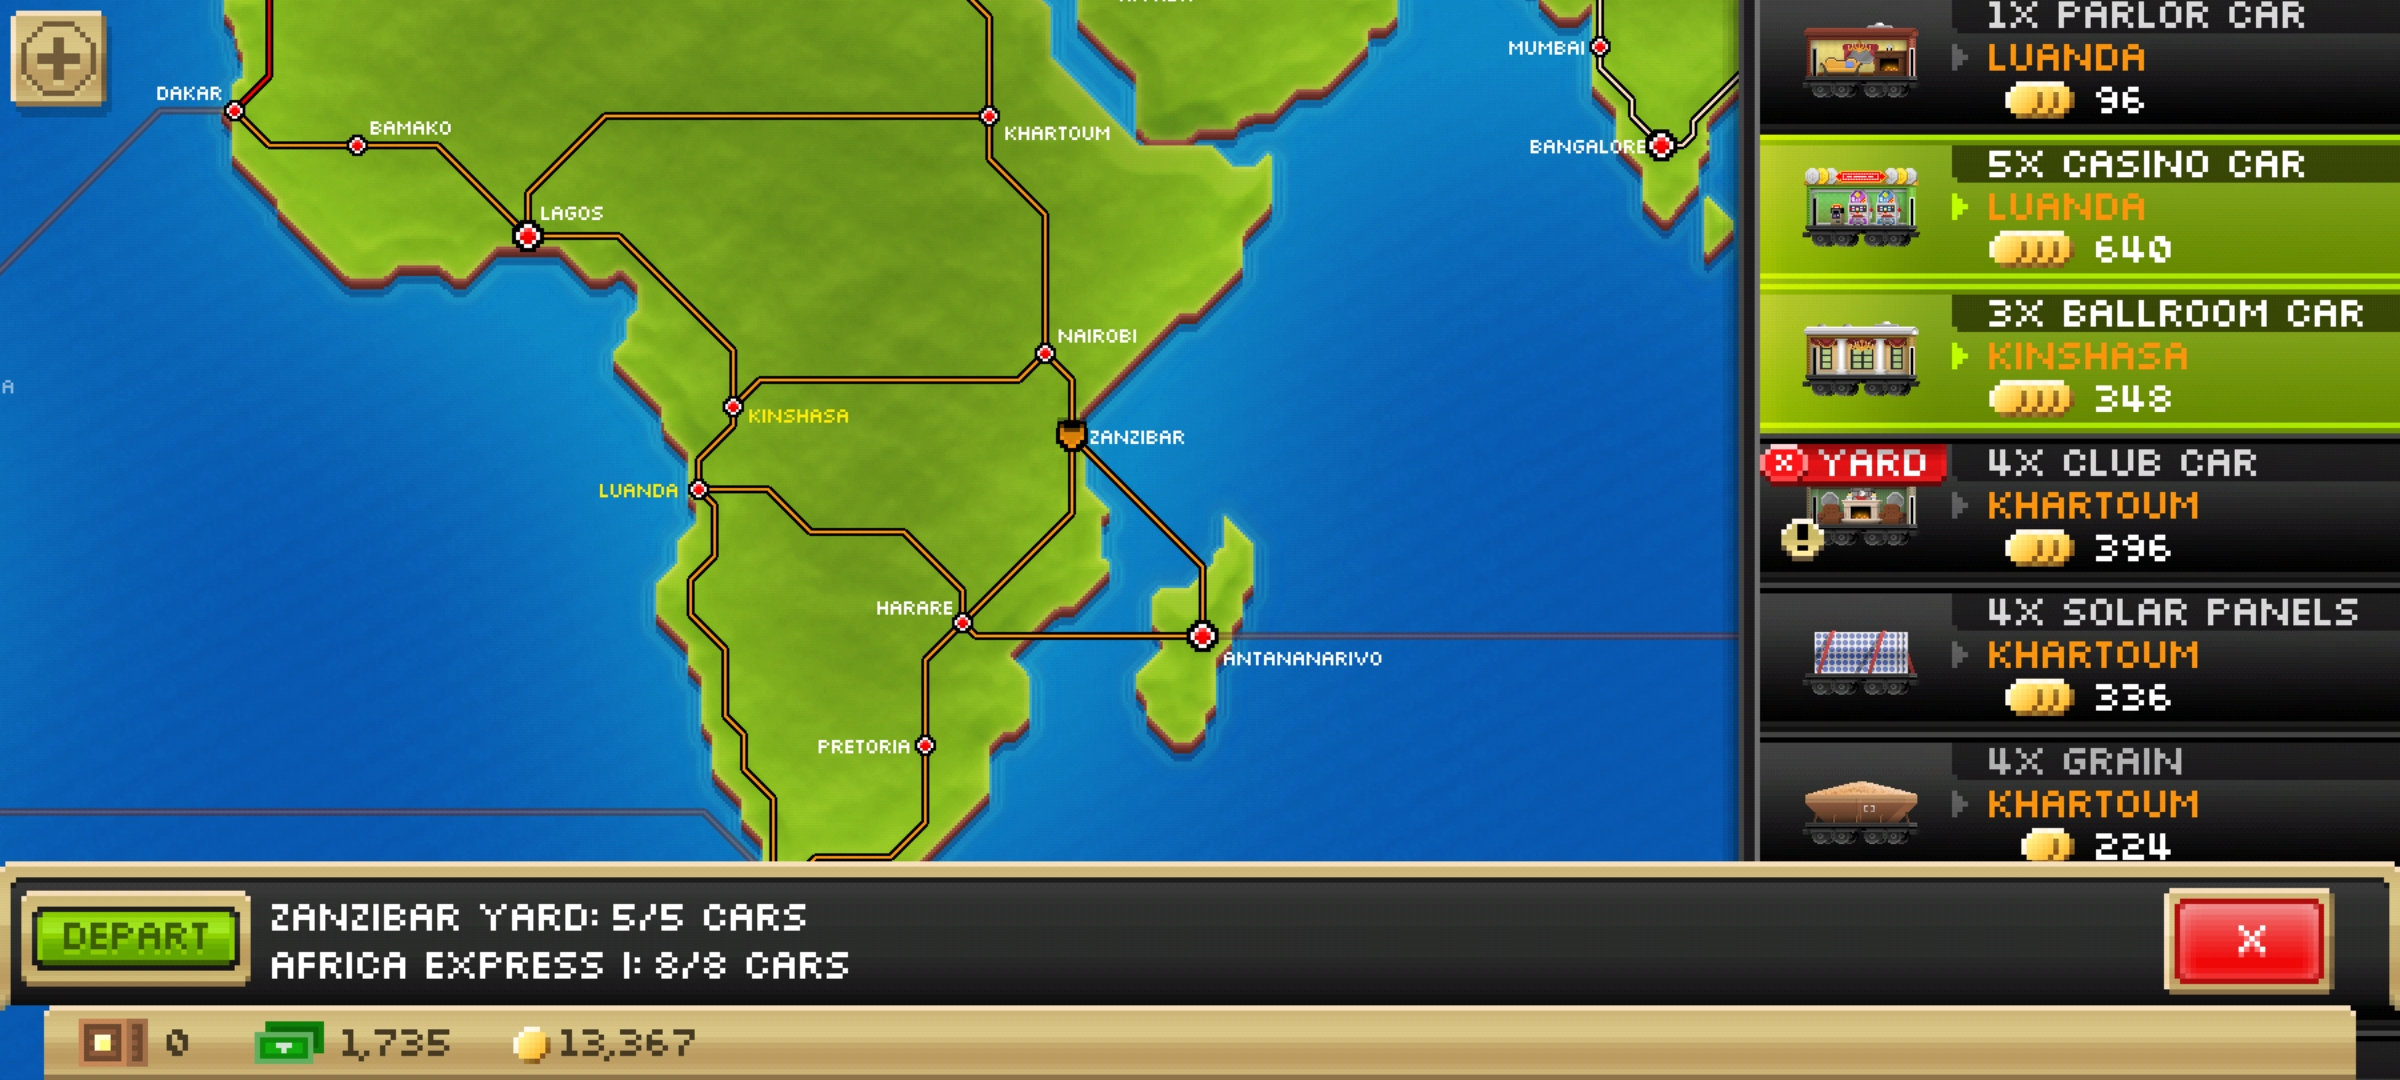 DAKAR
BAMAKO
LAGOS
KHARTOUM
MUMBAI
BANGALORE
NAIROBI
KINSHASA
ZANZIBAR
LUANDA
HARARE
ANTANANARIVO
PRETORIA
A
1X PARLOR CAR
LUANDA
96
5X CASINO CAR
LUANDA
640
3X BALLROOM CAR
KINSHASA
348
YARD
4X CLUB CAR
KHARTOUM
396
4X SOLAR PANELS
KHARTOUM
336
4X GRAIN
KHARTOUM
224
DEPART
ZANZIBAR YARD: 5/5 CARS
AFRICA EXPRESS I: 8/8 CARS
X
0
1,735
13,367